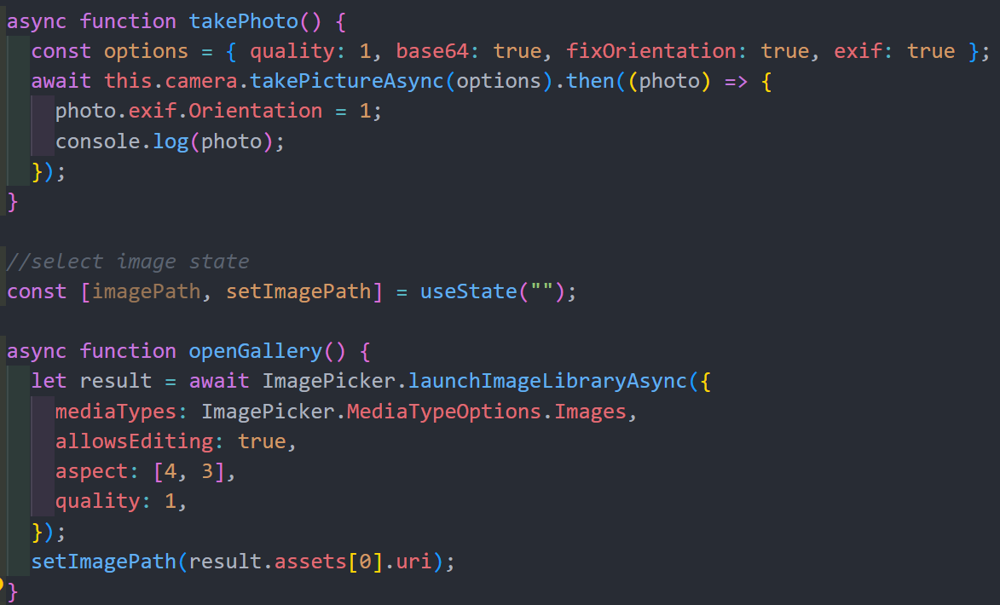 async function takePhoto() {
  const options = { quality: 1, base64: true, fixOrientation: true, exif: true };
  await this.camera.takePictureAsync(options).then((photo) => {
    photo.exif.Orientation = 1;
    console.log(photo);
  });
}
//select image state
const [imagePath, setImagePath] = useState("");
async function openGallery() {
  let result = await ImagePicker.launchImageLibraryAsync({
    mediaTypes: ImagePicker.MediaTypeOptions.Images,
    allowsEditing: true,
    aspect: [4, 3],
    quality: 1,
  });
  setImagePath(result.assets[0].uri);
}